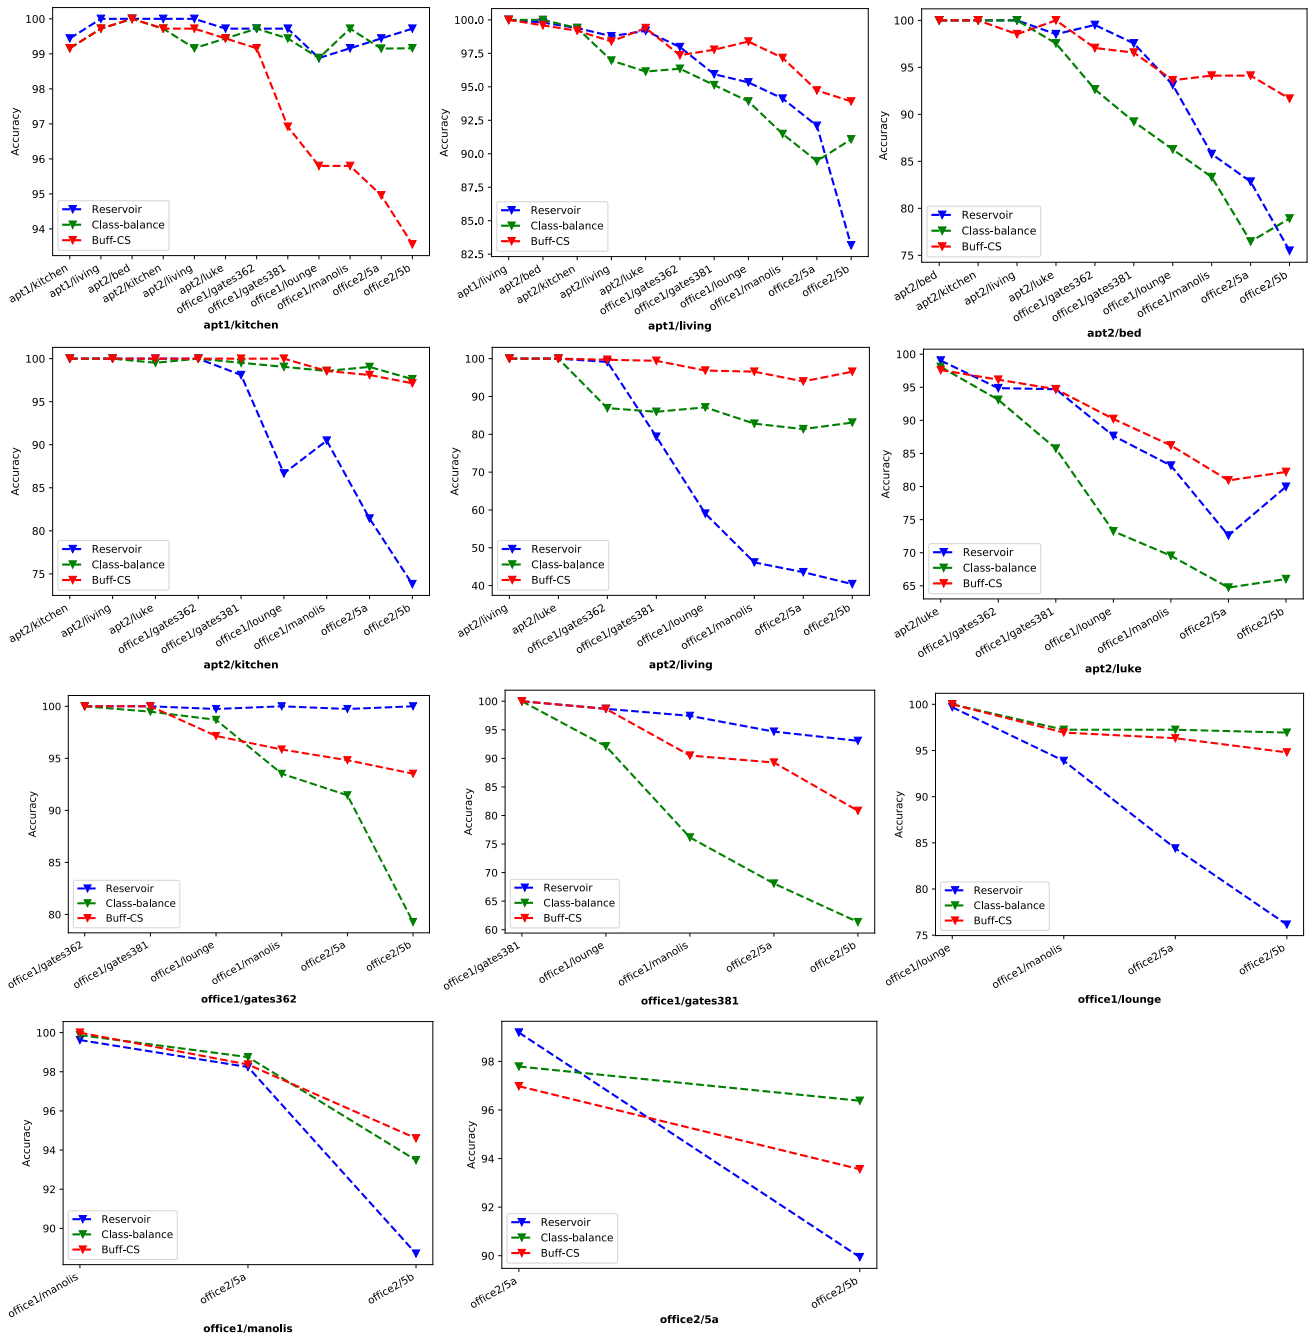 100
99
98
97
96
95
94
Accuracy
Reservoir
Class-balance
Buff-CS
apt1/kitchen
apt1/living
apt2/bed
apt2/kitchen
apt2/living
apt2/luke
office1/gates362
office1/gates381
office1/lounge
office1/manolis
office2/5a
office2/5b
apt1/kitchen
100.0
97.5
95.0
92.5
90.0
87.5
85.0
82.5
Accuracy
Reservoir
Class-balance
Buff-CS
apt1/living
apt2/bed
apt2/kitchen
apt2/living
apt2/luke
office1/gates362
office1/gates381
office1/lounge
office1/manolis
office2/5a
office2/5b
apt1/living
100
95
90
85
80
75
Accuracy
Reservoir
Class-balance
Buff-CS
apt2/bed
apt2/kitchen
apt2/living
apt2/luke
office1/gates362
office1/gates381
office1/lounge
office1/manolis
office2/5a
office2/5b
apt2/bed
100
95
90
85
80
75
Accuracy
Reservoir
Class-balance
Buff-CS
apt2/kitchen
apt2/living
apt2/luke
office1/gates362
office1/gates381
office1/lounge
office1/manolis
office2/5a
office2/5b
apt2/kitchen
100
90
80
70
60
50
40
Accuracy
Reservoir
Class-balance
Buff-CS
apt2/living
apt2/luke
office1/gates362
office1/gates381
office1/lounge
office1/manolis
office2/5a
office2/5b
apt2/living
100
95
90
85
80
75
70
65
Accuracy
Reservoir
Class-balance
Buff-CS
apt2/luke
office1/gates362
office1/gates381
office1/lounge
office1/manolis
office2/5a
office2/5b
apt2/luke
100
95
90
85
80
Accuracy
Reservoir
Class-balance
Buff-CS
office1/gates362
office1/gates381
office1/lounge
office1/manolis
office2/5a
office2/5b
office1/gates362
100
95
90
85
80
75
70
65
60
Accuracy
Reservoir
Class-balance
Buff-CS
office1/gates381
office1/lounge
office1/manolis
office2/5a
office2/5b
office1/gates381
100
95
90
85
80
75
Accuracy
Reservoir
Class-balance
Buff-CS
office1/lounge
office1/manolis
office2/5a
office2/5b
office1/lounge
100
98
96
94
92
90
Accuracy
Reservoir
Class-balance
Buff-CS
office1/manolis
office2/5a
office2/5b
office1/manolis
98
96
94
92
90
Accuracy
Reservoir
Class-balance
Buff-CS
office2/5a
office2/5b
office2/5a